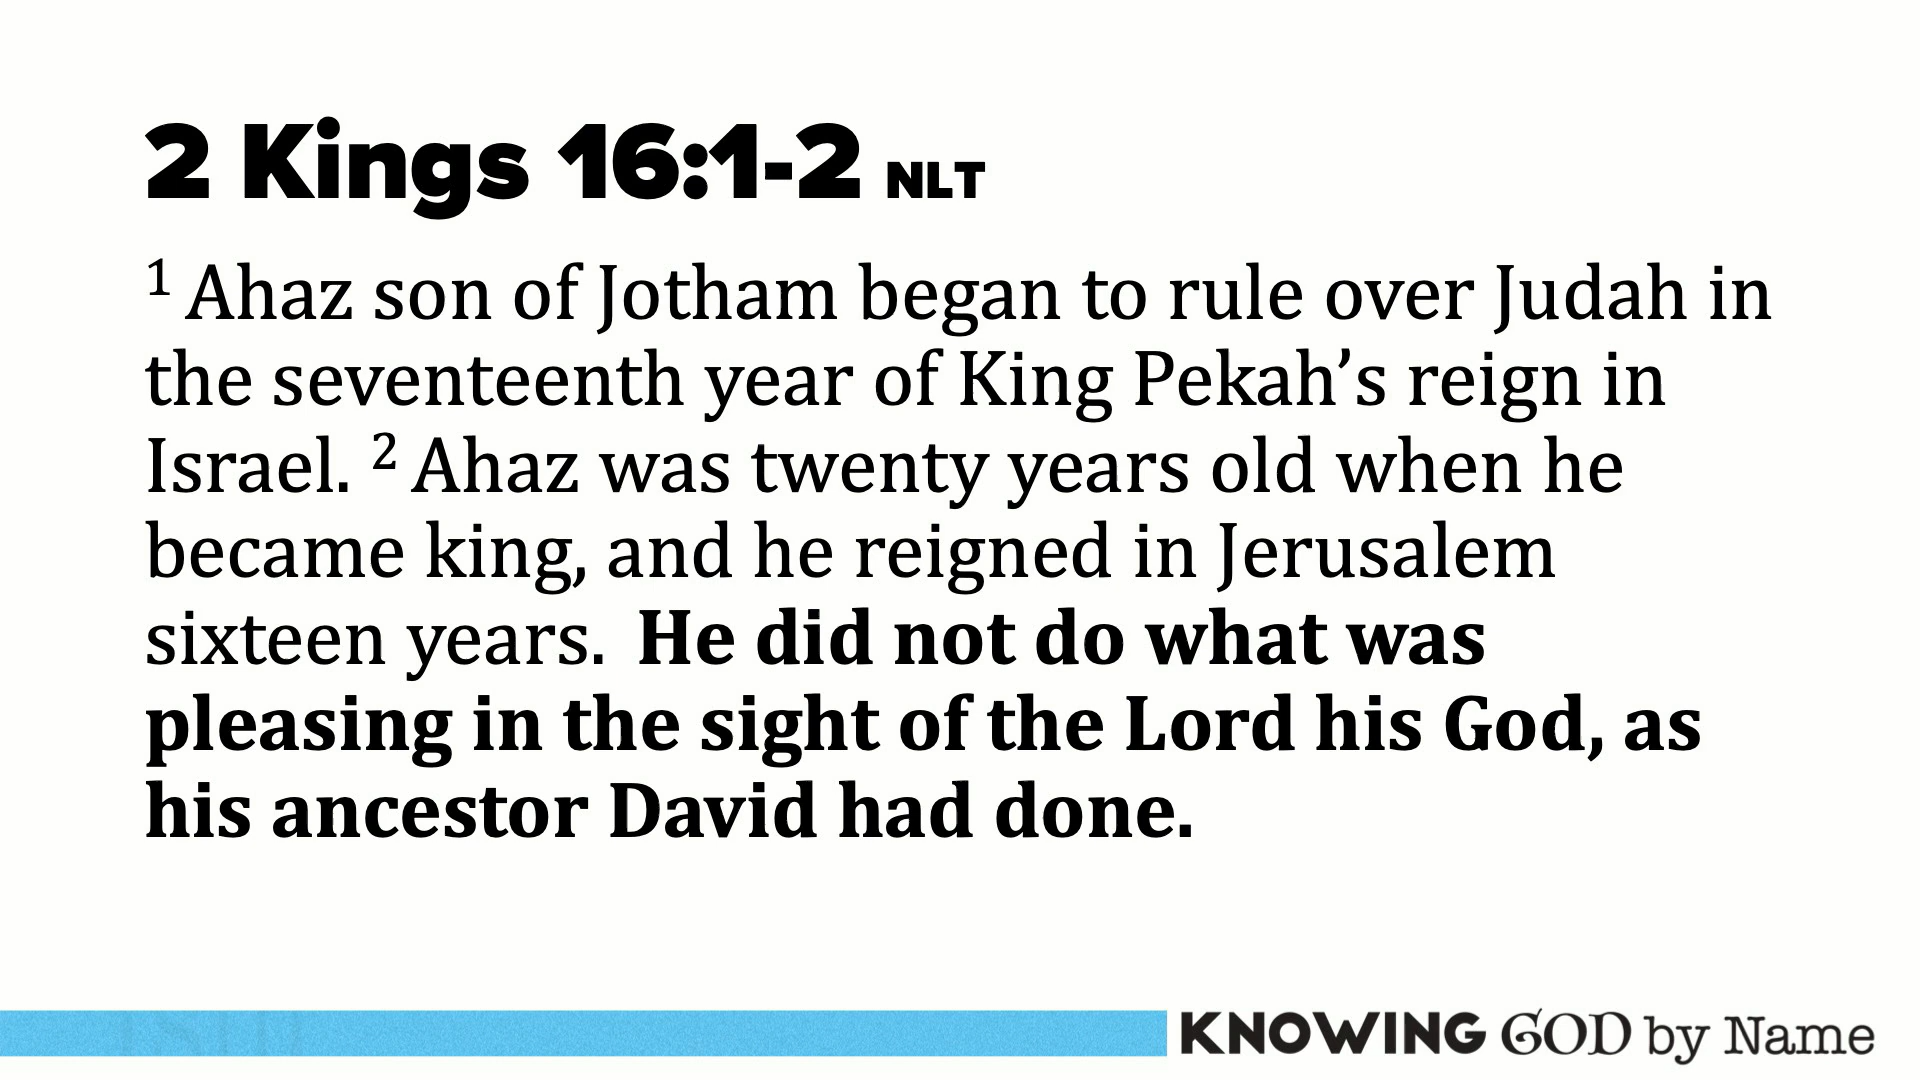 2 Kings 16:1-2 NLT
1 Ahaz son of Jotham began to rule over Judah in
the seventeenth year of King Pekah’s reign in
Israel. 2 Ahaz was twenty years old when he
became king, and he reigned in Jerusalem
sixteen years. He did not do what was
pleasing in the sight of the Lord his God, as
his ancestor David had done.
KNOWING GOD by Name